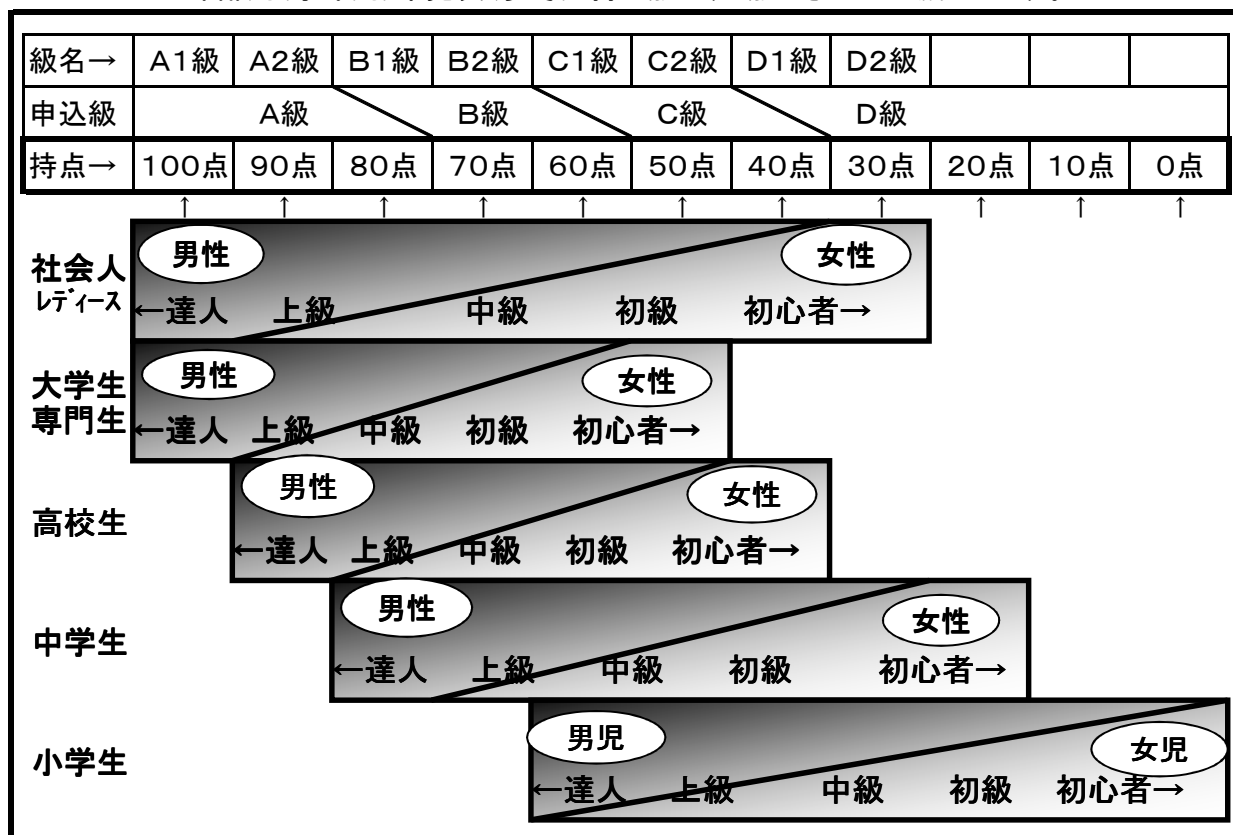 級名→ A1級 A2級 B1級 B2級 C1級 C2級 D1級 D2級
申込級 A級 B級 C級 D級
持点→ 100点 90点 80点 70点 60点 50点 40点 30点 20点 10点 0点
↑ ↑ ↑ ↑ ↑ ↑ ↑ ↑ ↑ ↑ ↑
社会人
レディース
男性 女性
←達人 上級 中級 初級 初心者→
大学生
専門生
男性 女性
←達人 上級 中級 初級 初心者→
高校生
男性 女性
←達人 上級 中級 初級 初心者→
中学生
男性 女性
←達人 上級 中級 初級 初心者→
小学生
男児 女児
←達人 上級 中級 初級 初心者→